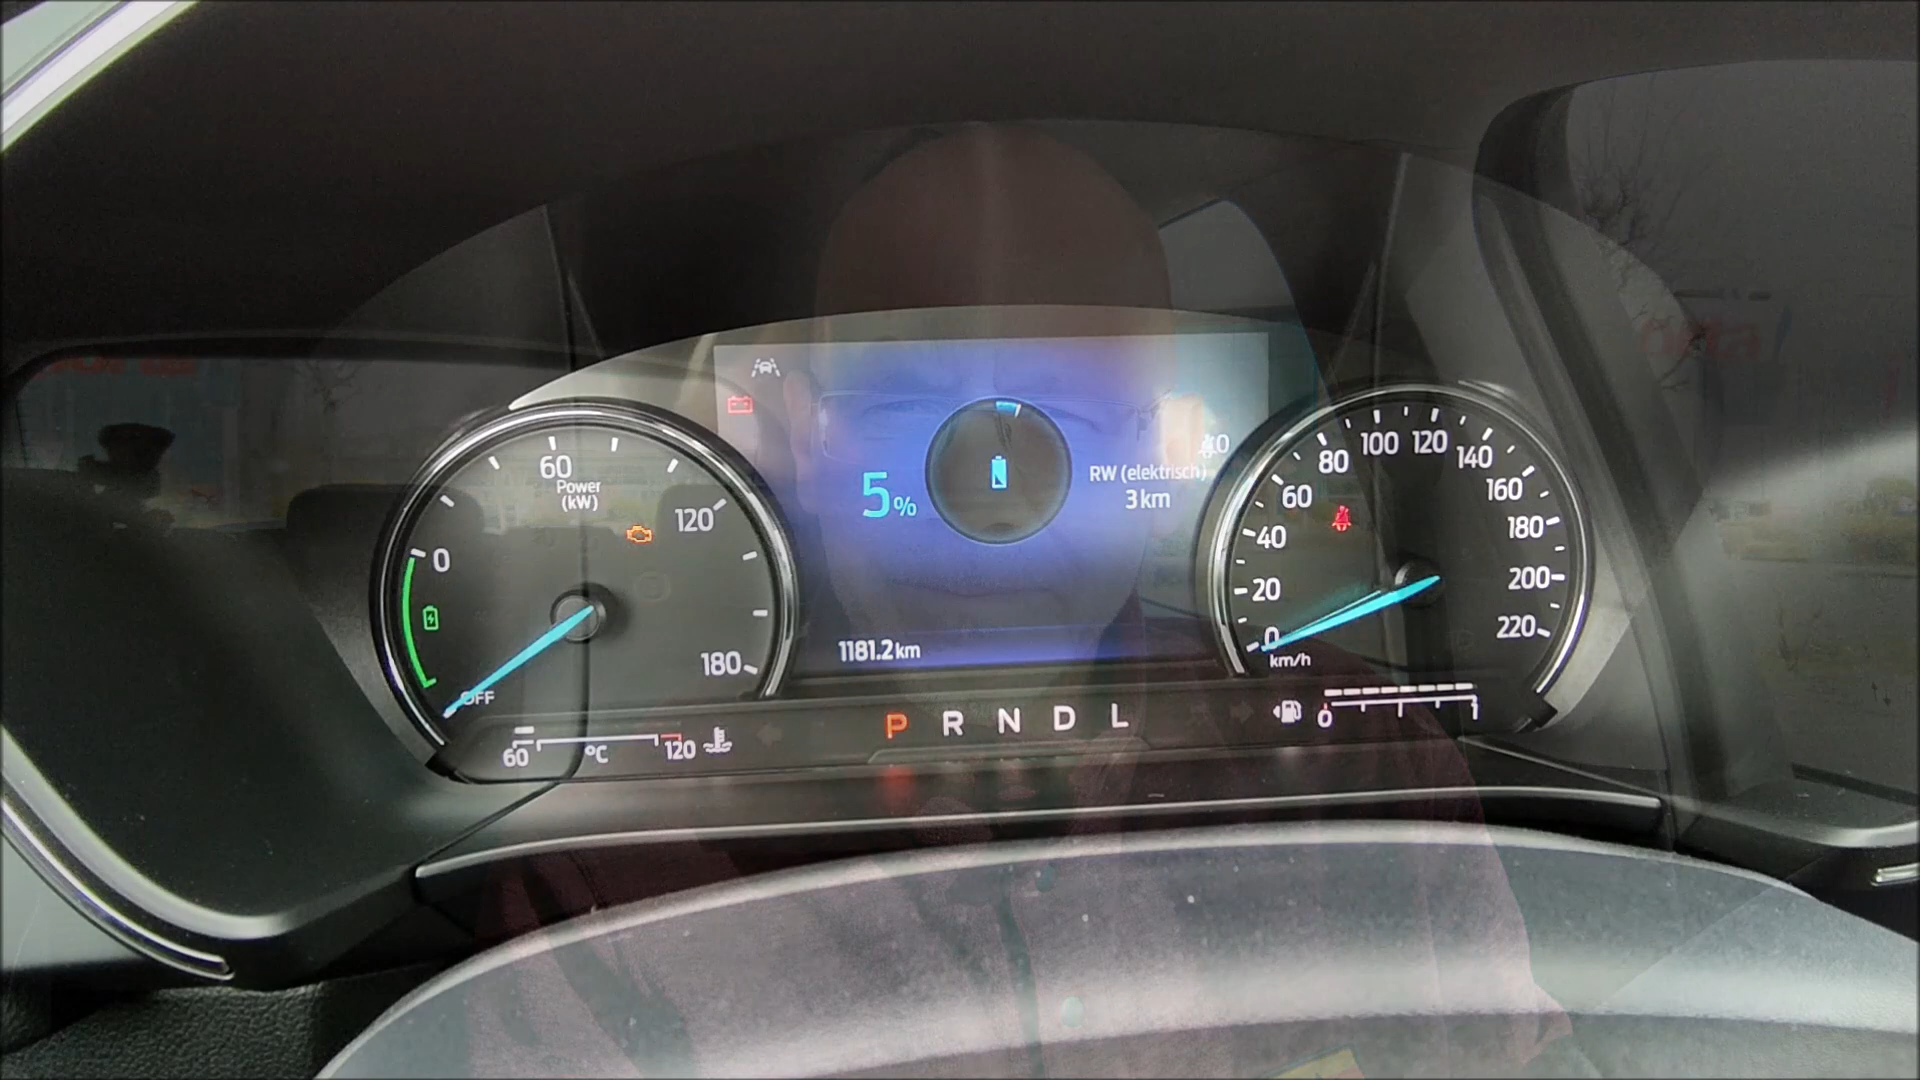 60
Power
(kW)
120
0
180
OFF
60 °C 120
5%
RW (elektrisch)
3 km
1181.2 km
P R N D L
0
20
40
60
80
100
120
140
160
180
200
220
km/h
0 1